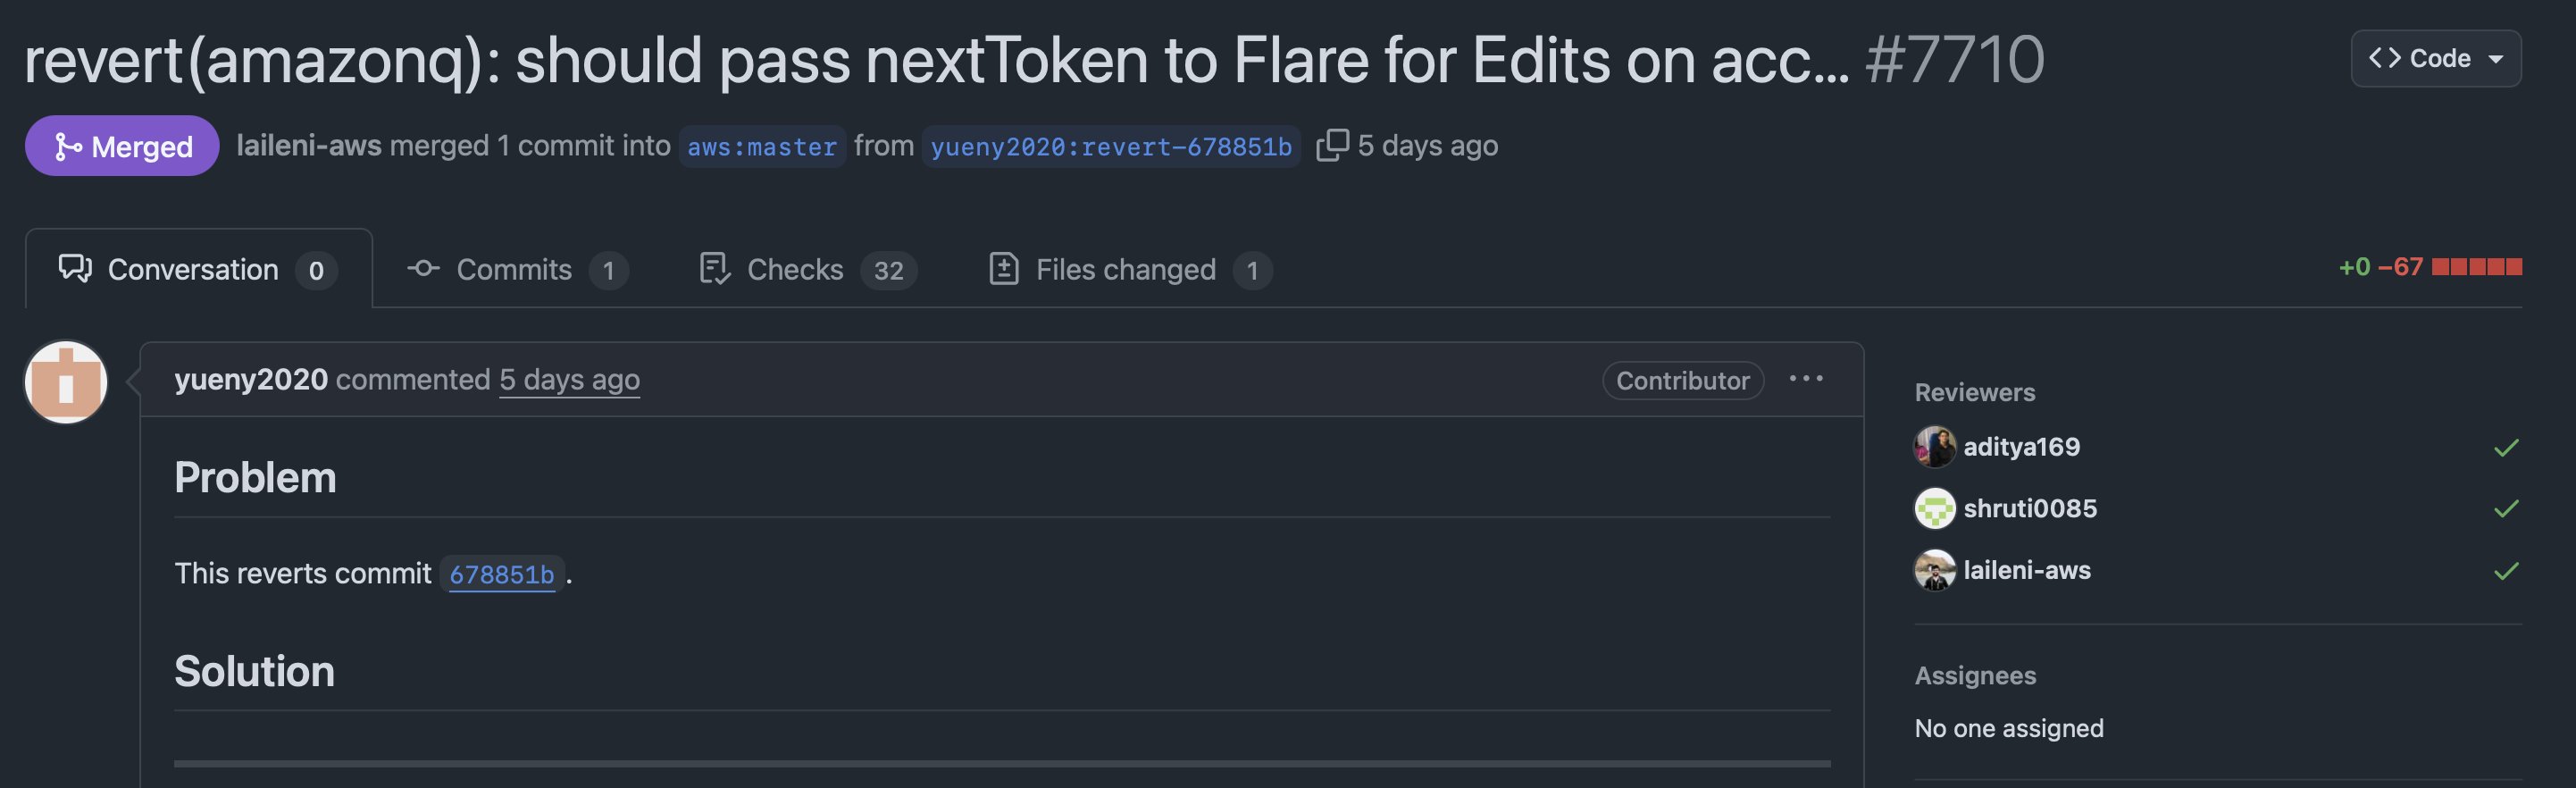 revert(amazonq): should pass nextToken to Flare for Edits on acc... #7710
Code
Merged
laileni-aws merged 1 commit into aws:master from yueny2020:revert-678851b 5 days ago
Conversation 0
Commits 1
Checks 32
Files changed 1
+0 −67
yueny2020 commented 5 days ago
Contributor
Problem
This reverts commit 678851b.
Solution
Reviewers
aditya169
shruti0085
laileni-aws
Assignees
No one assigned